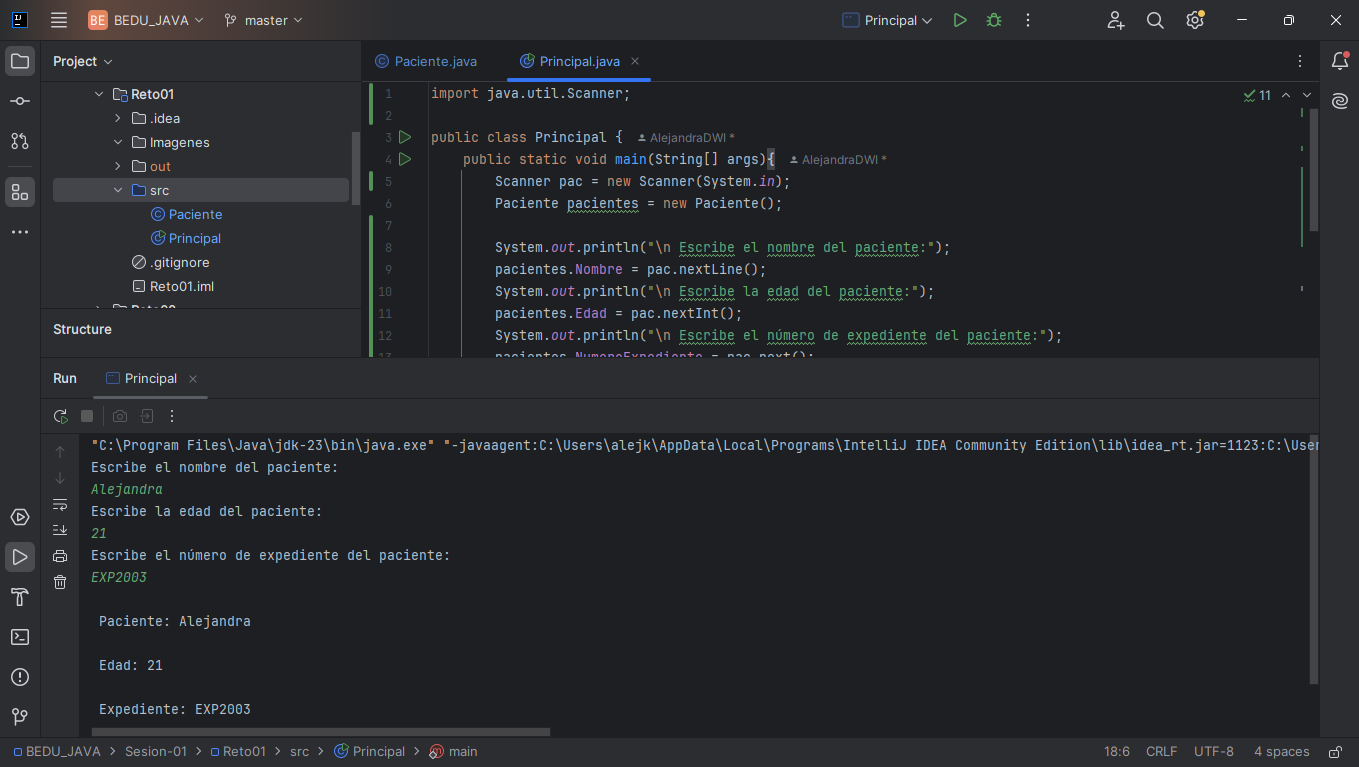 BE BEDU_JAVA master Principal
Project
Reto01
.idea
Imagenes
out
src
Paciente
Principal
.gitignore
Reto01.iml
Structure
Paciente.java Principal.java
11
1 import java.util.Scanner;
2
3 public class Principal { AlejandraDWI *
4 public static void main(String[] args){ AlejandraDWI *
5 Scanner pac = new Scanner(System.in);
6 Paciente pacientes = new Paciente();
7
8 System.out.println("\n Escribe el nombre del paciente:");
9 pacientes.Nombre = pac.nextLine();
10 System.out.println("\n Escribe la edad del paciente:");
11 pacientes.Edad = pac.nextInt();
12 System.out.println("\n Escribe el número de expediente del paciente:");
13 pacientes.NumeroExpediente = pac.next();
Run Principal
"C:\Program Files\Java\jdk-23\bin\java.exe" "-javaagent:C:\Users\alejk\AppData\Local\Programs\IntelliJ IDEA Community Edition\lib\idea_rt.jar=1123:C:\User
Escribe el nombre del paciente:
Alejandra
Escribe la edad del paciente:
21
Escribe el número de expediente del paciente:
EXP2003
Paciente: Alejandra
Edad: 21
Expediente: EXP2003
BEDU_JAVA > Sesion-01 > Reto01 > src > Principal > m main
18:6 CRLF UTF-8 4 spaces